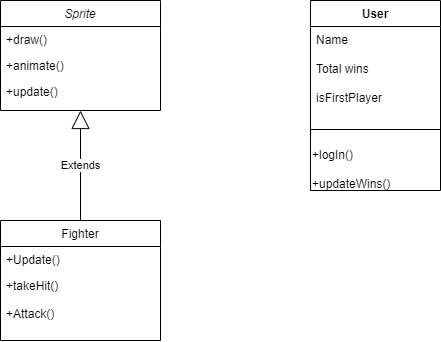 Sprite
+draw()
+animate()
+update()
Extends
Fighter
+Update()
+takeHit()
+Attack()
User
Name
Total wins
isFirstPlayer
+logIn()
+updateWins()